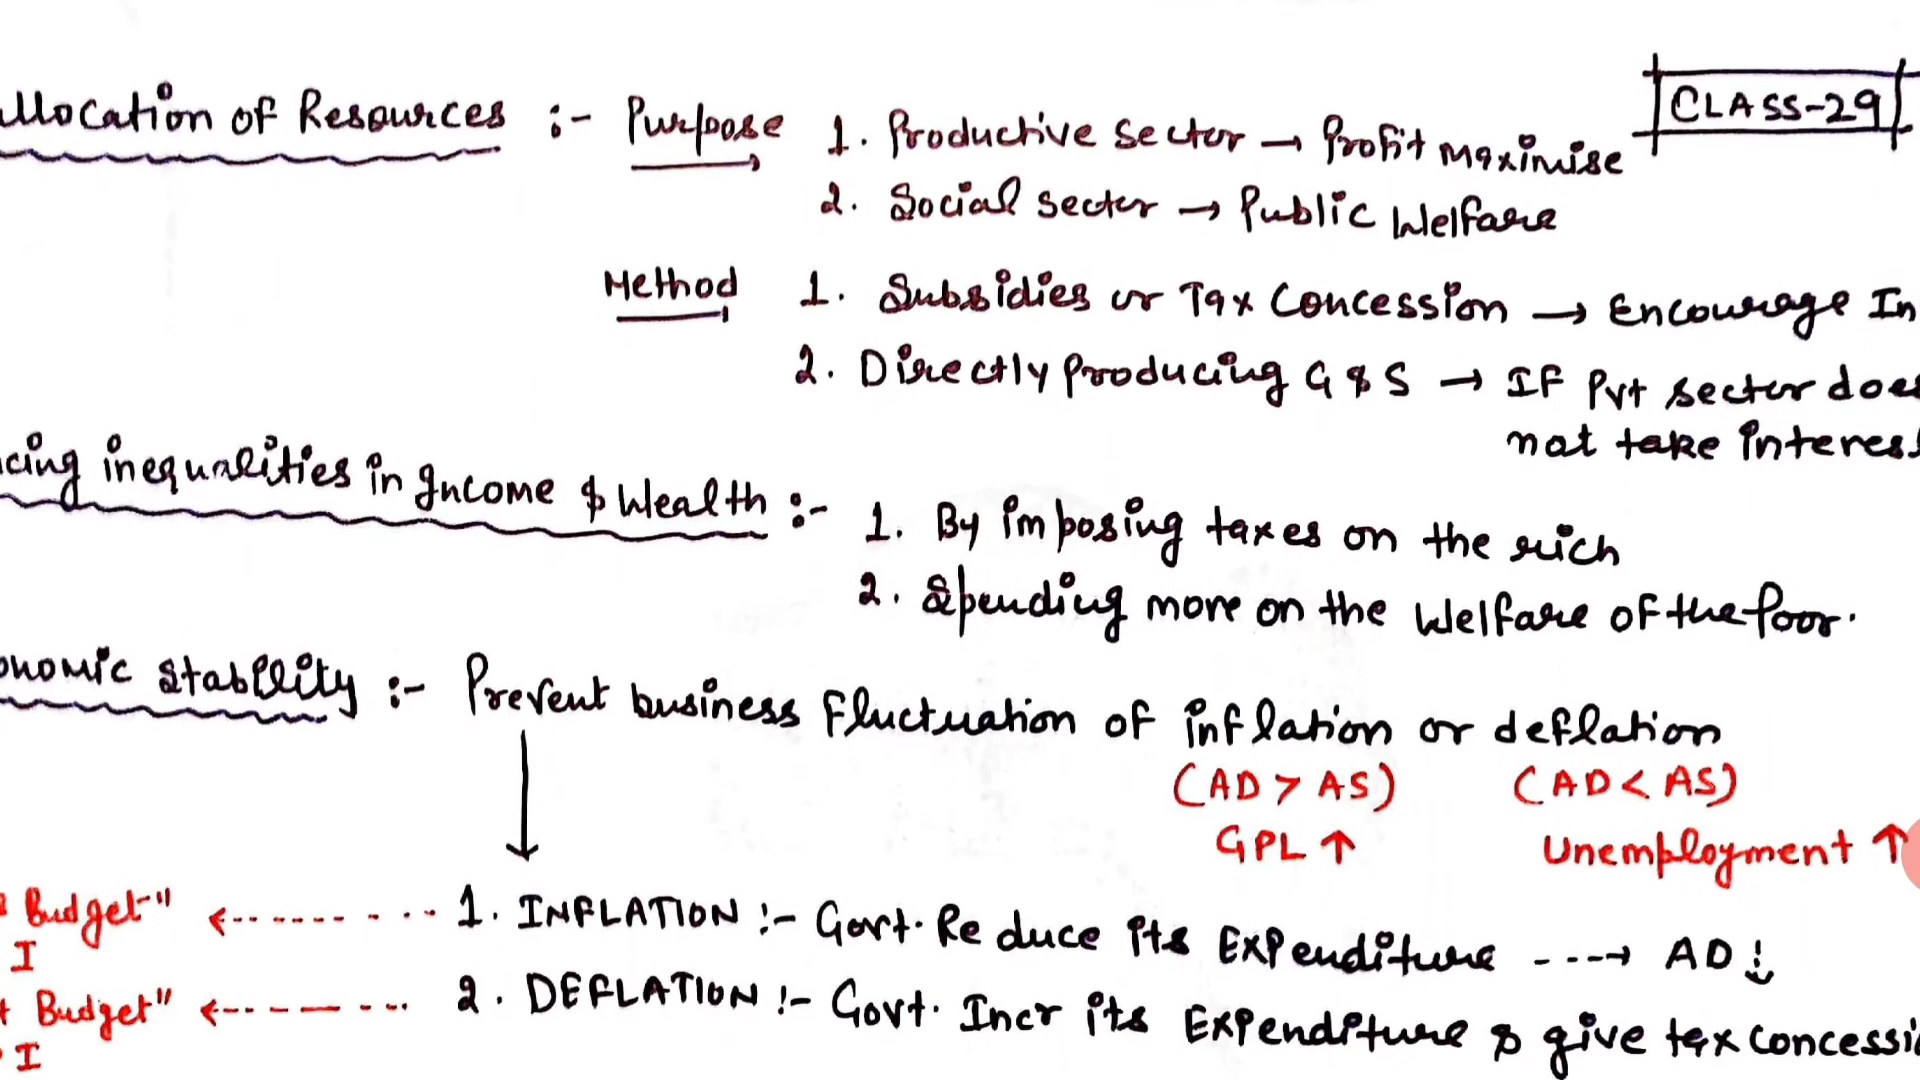 CLASS-29
llocation of Resources :- Purpose 1. Productive Sector → Profit Maximise
2. Social Sector → Public Welfare
Method 1. Subsidies or Tax Concession → Encourage In
2. Directly Producing G & S → IF Pvt Sector doe
not take interes
cing inequalities in Income & Wealth :- 1. By imposing taxes on the rich
2. Spending more on the Welfare of the Poor.
onomic Stability :- Prevent business Fluctuation of inflation or deflation
(AD > AS) (AD < AS)
GPL ↑ Unemployment ↑
Budget" <------- 1. INFLATION :- Govt. Reduce its Expenditure ----→ AD ↓
I
t Budget" <------- 2. DEFLATION :- Govt. Incr its Expenditure & give tax concessi
I